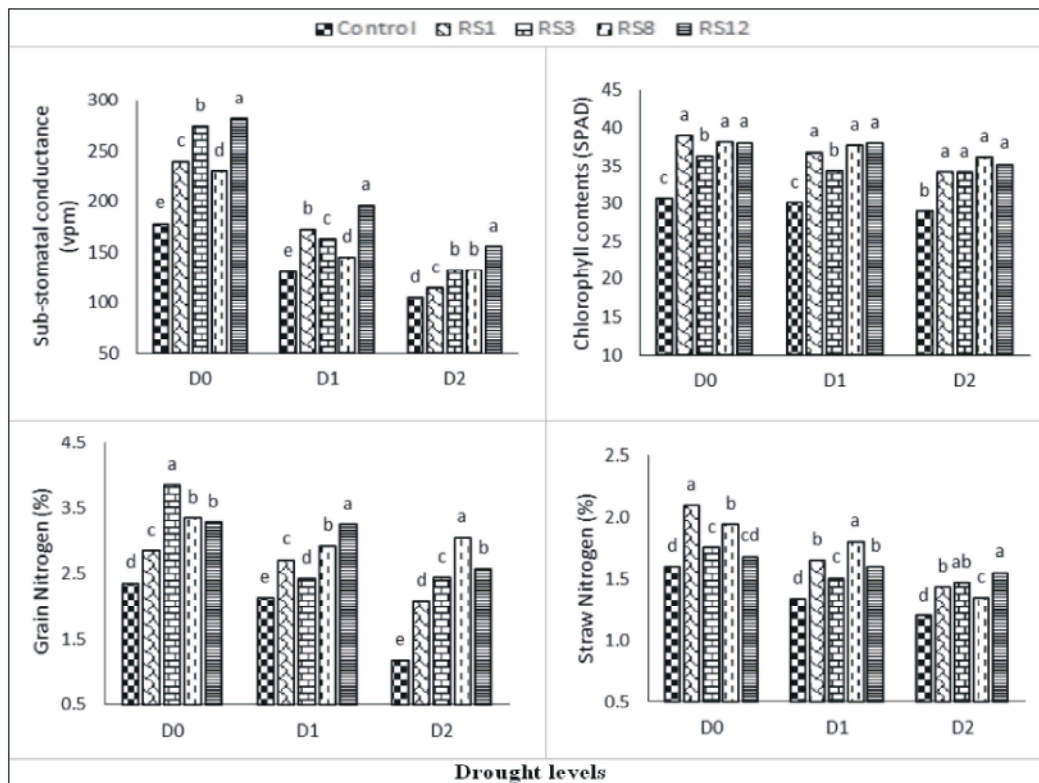 Control RS1 RS3 RS8 RS12
Sub-stomatal conductance
(vpm)
300
250
200
150
100
50
e c b d a
e b c d a
d c b b a
D0 D1 D2
Chlorophyll contents (SPAD)
45
40
35
30
25
20
15
10
c a b a a
c a b a a
b a a a a
D0 D1 D2
Grain Nitrogen (%)
4.5
3.5
2.5
1.5
0.5
d c a b b
e c d b a
e d c a b
D0 D1 D2
Straw Nitrogen (%)
2.5
2.0
1.5
1.0
0.5
d a c b cd
d b c a b
d b ab c a
D0 D1 D2
Drought levels